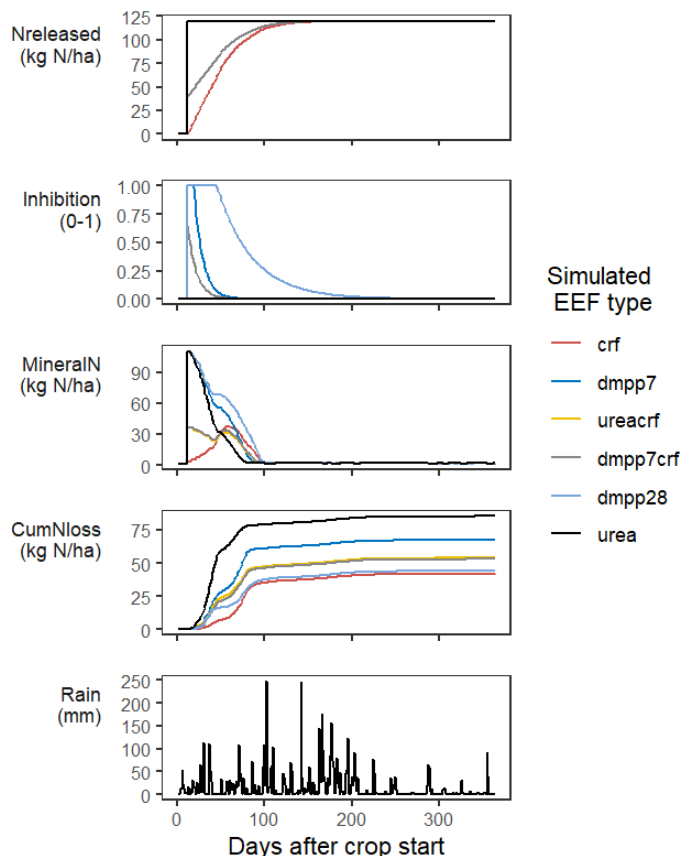 Nreleased
(kg N/ha)
125
100
75
50
25
0
Inhibition
(0-1)
1.00
0.75
0.50
0.25
0.00
MineralN
(kg N/ha)
90
60
30
0
CumNloss
(kg N/ha)
75
50
25
0
Rain
(mm)
250
200
150
100
50
0
0 100 200 300
Days after crop start
Simulated
EEF type
crf
dmpp7
ureacrf
dmpp7crf
dmpp28
urea